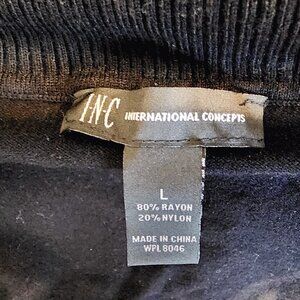 I·N·C INTERNATIONAL CONCEPTS
L
80% RAYON
20% NYLON
MADE IN CHINA
WPL 8046